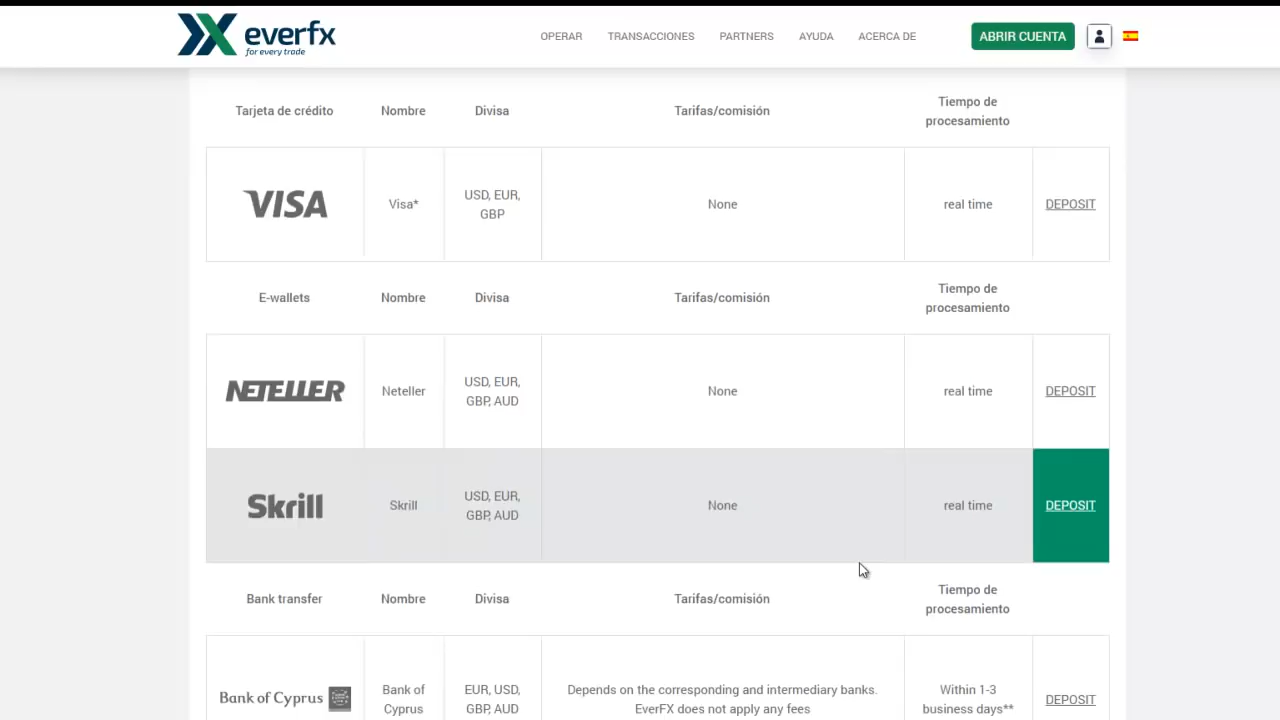 everfx
for every trade
OPERAR TRANSACCIONES PARTNERS AYUDA ACERCA DE ABRIR CUENTA
Tarjeta de crédito Nombre Divisa Tarifas/comisión Tiempo de
procesamiento
VISA Visa* USD, EUR,
GBP None real time DEPOSIT
E-wallets Nombre Divisa Tarifas/comisión Tiempo de
procesamiento
NETELLER Neteller USD, EUR,
GBP, AUD None real time DEPOSIT
Skrill Skrill USD, EUR,
GBP, AUD None real time DEPOSIT
Bank transfer Nombre Divisa Tarifas/comisión Tiempo de
procesamiento
Bank of Cyprus Bank of
Cyprus EUR, USD,
GBP, AUD Depends on the corresponding and intermediary banks.
EverFX does not apply any fees Within 1-3
business days** DEPOSIT